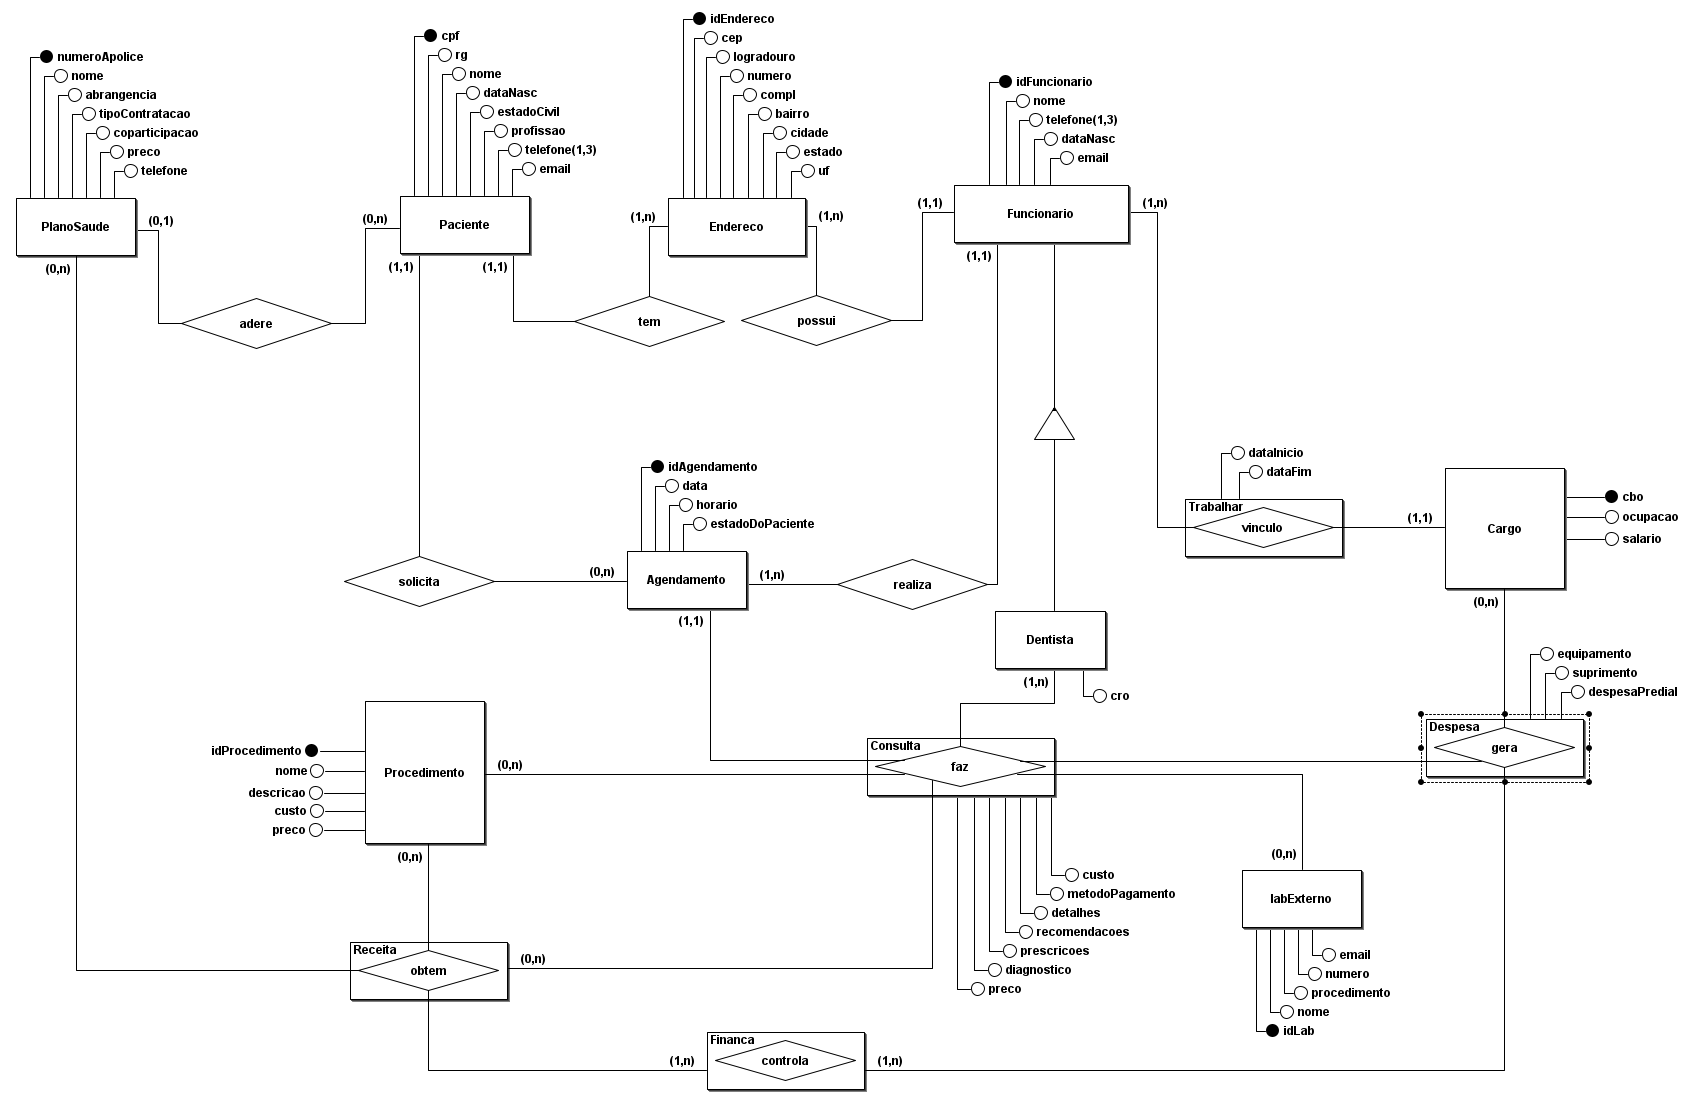 numeroApolice
nome
abrangencia
tipoContratacao
coparticipacao
preco
telefone
PlanoSaude
(0,1)
(0,n)
adere
cpf
rg
nome
dataNasc
estadoCivil
profissao
telefone(1,3)
email
(0,n)
Paciente
(1,1)
(1,1)
tem
idEndereco
cep
logradouro
numero
compl
bairro
cidade
estado
uf
(1,n)
Endereco
(1,n)
possui
idFuncionario
nome
telefone(1,3)
dataNasc
email
(1,1)
Funcionario
(1,n)
(1,1)
idAgendamento
data
horario
estadoDoPaciente
solicita
(0,n)
Agendamento
(1,n)
realiza
(1,1)
dataInicio
dataFim
Trabalhar
vinculo
(1,1)
Cargo
cbo
ocupacao
salario
(0,n)
Dentista
(1,n)
cro
equipamento
suprimento
despesaPredial
Despesa
gera
idProcedimento
nome
descricao
custo
preco
Procedimento
(0,n)
(0,n)
Consulta
faz
custo
metodoPagamento
detalhes
recomendacoes
prescricoes
diagnostico
preco
(0,n)
labExterno
email
numero
procedimento
nome
idLab
Receita
obtem
(0,n)
Financa
(1,n)
controla
(1,n)